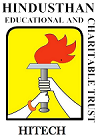 HINDUSTHAN
EDUCATIONAL AND
CHARITABLE TRUST
HITECH